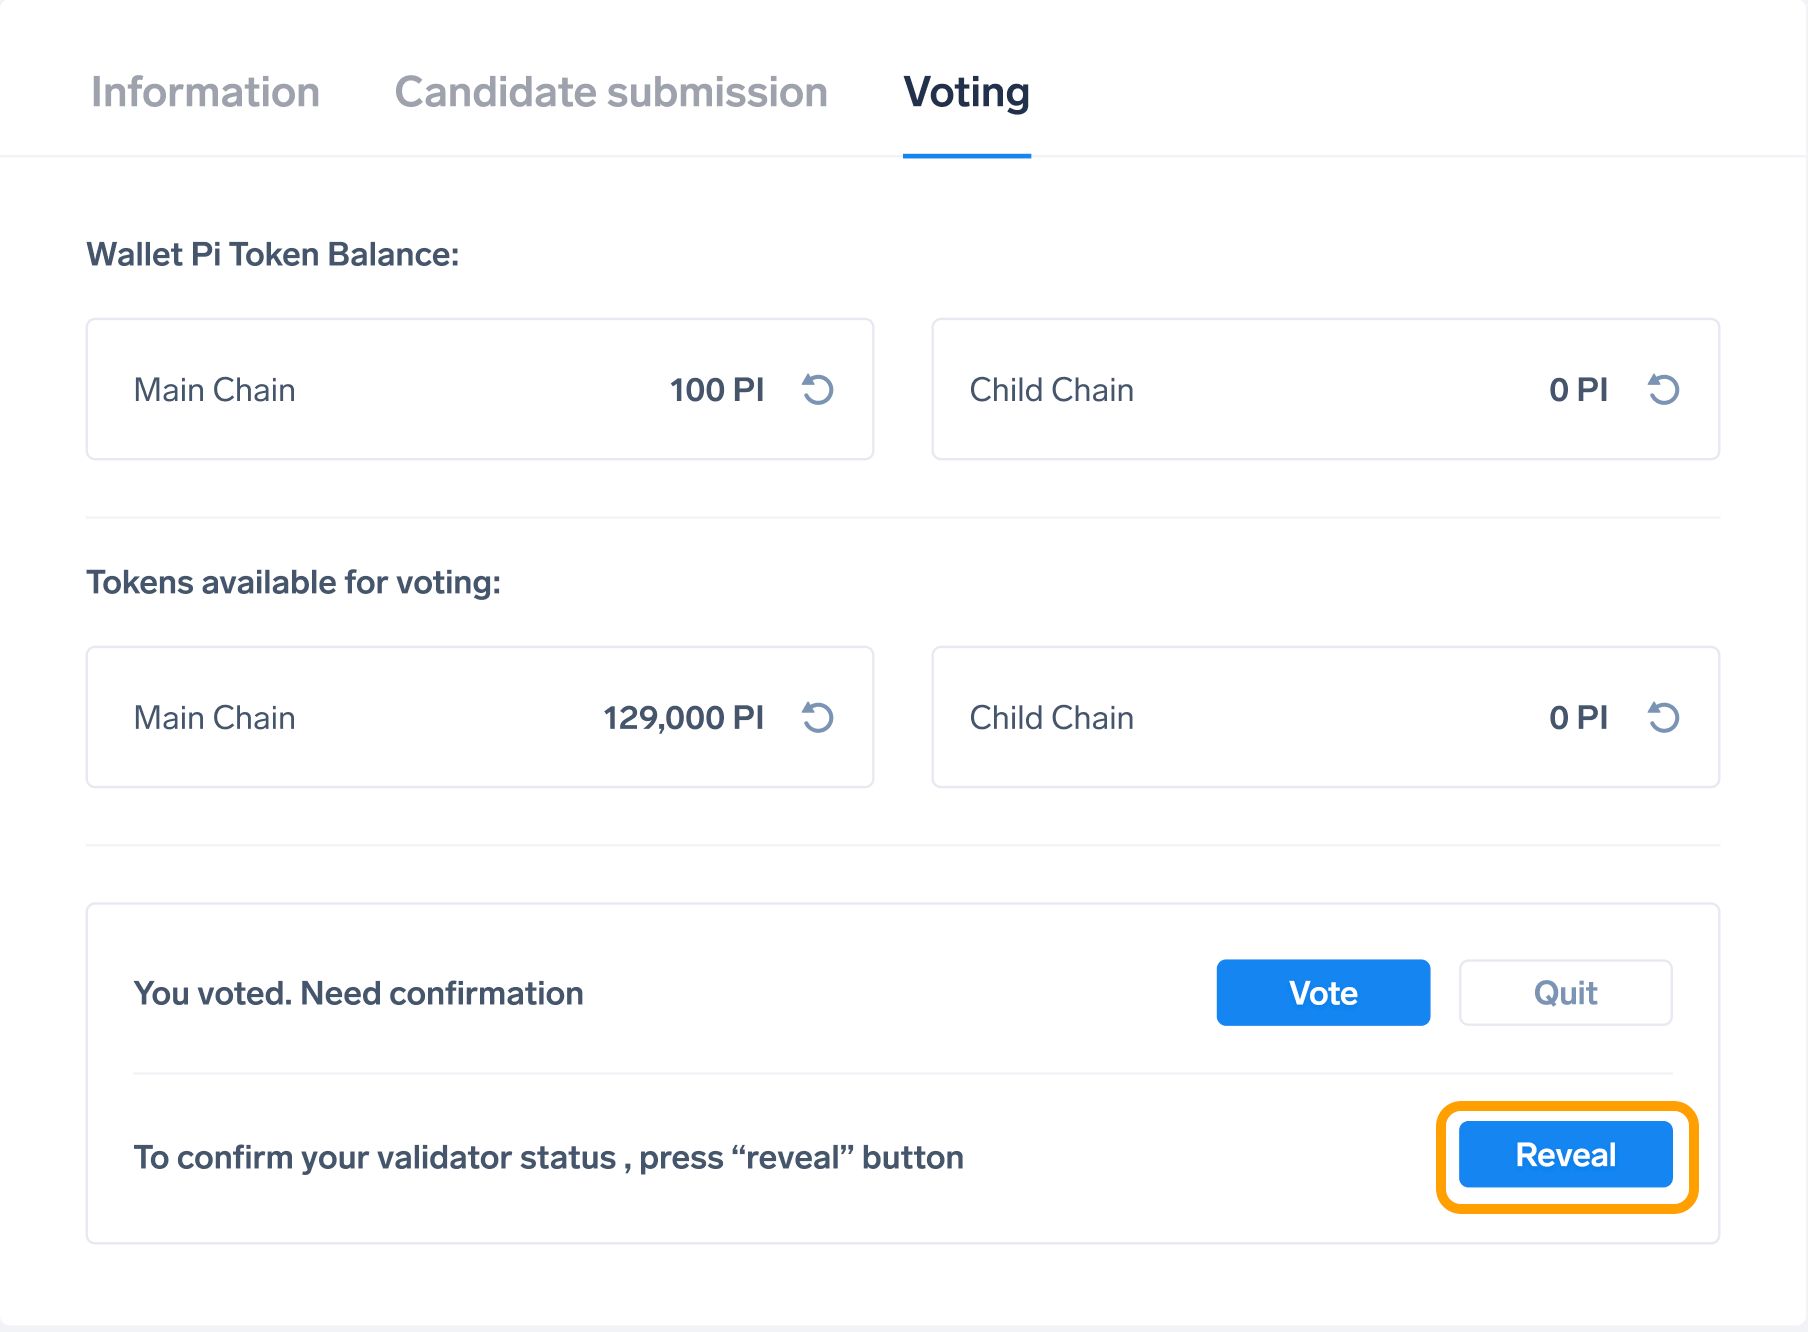 Information Candidate submission Voting
Wallet Pi Token Balance:
Main Chain 100 PI Child Chain 0 PI
Tokens available for voting:
Main Chain 129,000 PI Child Chain 0 PI
You voted. Need confirmation Vote Quit
To confirm your validator status , press “reveal” button Reveal